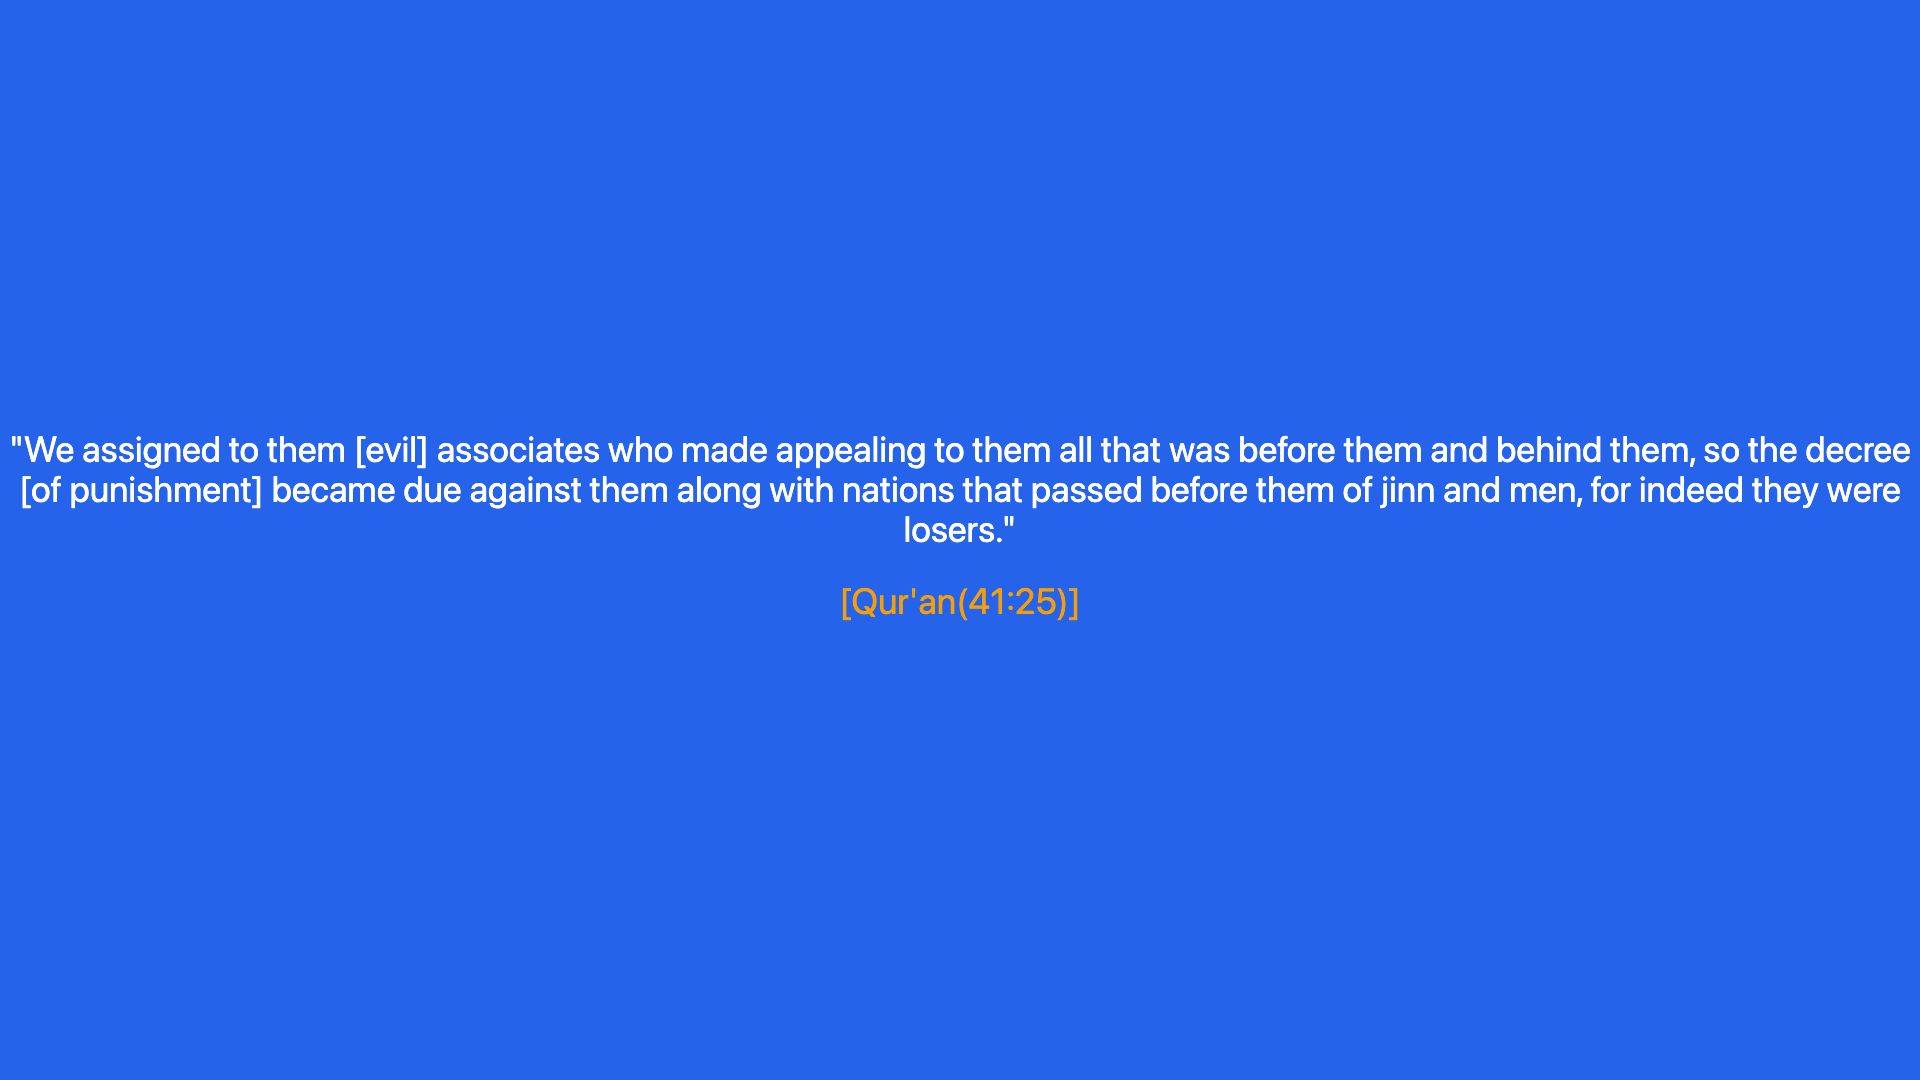 "We assigned to them [evil] associates who made appealing to them all that was before them and behind them, so the decree
[of punishment] became due against them along with nations that passed before them of jinn and men, for indeed they were
losers."
[Qur'an(41:25)]